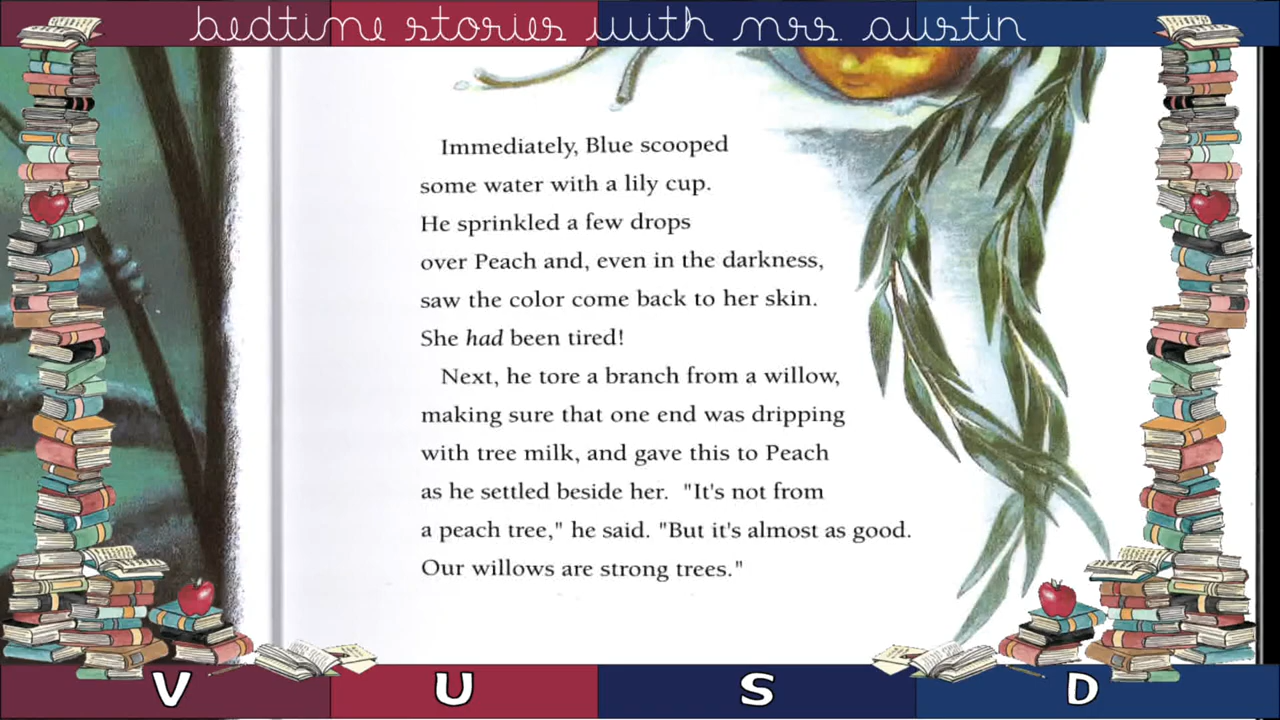 bedtime stories with mrs. austin
Immediately, Blue scooped
some water with a lily cup.
He sprinkled a few drops
over Peach and, even in the darkness,
saw the color come back to her skin.
She had been tired!
Next, he tore a branch from a willow,
making sure that one end was dripping
with tree milk, and gave this to Peach
as he settled beside her. "It's not from
a peach tree," he said. "But it's almost as good.
Our willows are strong trees."
V U S D